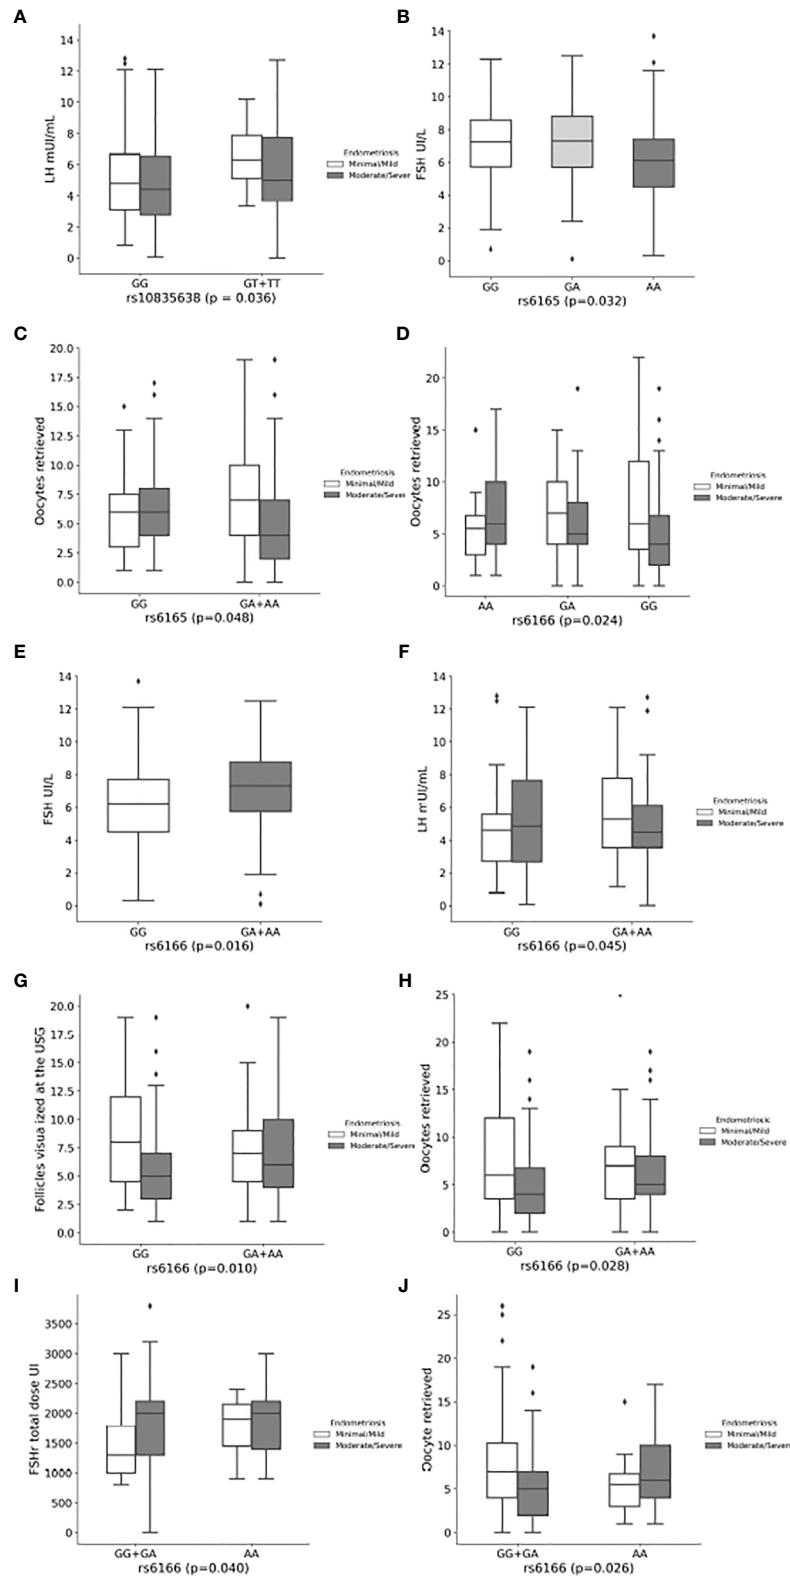 A
14
12
10
8
6
4
2
0
LH mUI/mL
Endometriosis
Minimal/Mild
Moderate/Sever
GG
GT+TT
rs10835638 (p = 0.036)
B
14
12
10
8
6
4
2
0
FSH UI/L
GG
GA
AA
rs6165 (p=0.032)
C
20.0
17.5
15.0
12.5
10.0
7.5
5.0
2.5
0.0
Oocytes retrieved
Endometriosis
Minimal/Mild
Moderate/Sever
GG
GA+AA
rs6165 (p=0.048)
D
20
15
10
5
0
Oocytes retrieved
Endometriosis
Minimal/Mild
Moderate/Severe
AA
GA
GG
rs6166 (p=0.024)
E
14
12
10
8
6
4
2
0
FSH UI/L
GG
GA+AA
rs6166 (p=0.016)
F
14
12
10
8
6
4
2
0
LH mUI/mL
Endometriosis
Minimal/Mild
Moderate/Severe
GG
GA+AA
rs6166 (p=0.045)
G
20.0
17.5
15.0
12.5
10.0
7.5
5.0
2.5
0.0
Follicles visua ized at the USG
Endometriosis
Minimal/Mild
Moderate/Severe
GG
GA+AA
rs6166 (p=0.010)
H
25
20
15
10
5
0
Oocytes retrieved
Endometriosis
Minimal/Mild
Moderate/Severe
GG
GA+AA
rs6166 (p=0.028)
I
3500
3000
2500
2000
1500
1000
500
0
FSHr total dose UI
Endometriosis
Minimal/Mild
Moderate/Severe
GG+GA
AA
rs6166 (p=0.040)
J
25
20
15
10
5
0
Oocyte retrieved
Endometriosis
Minimal/Mild
Moderate/Severe
GG+GA
AA
rs6166 (p=0.026)